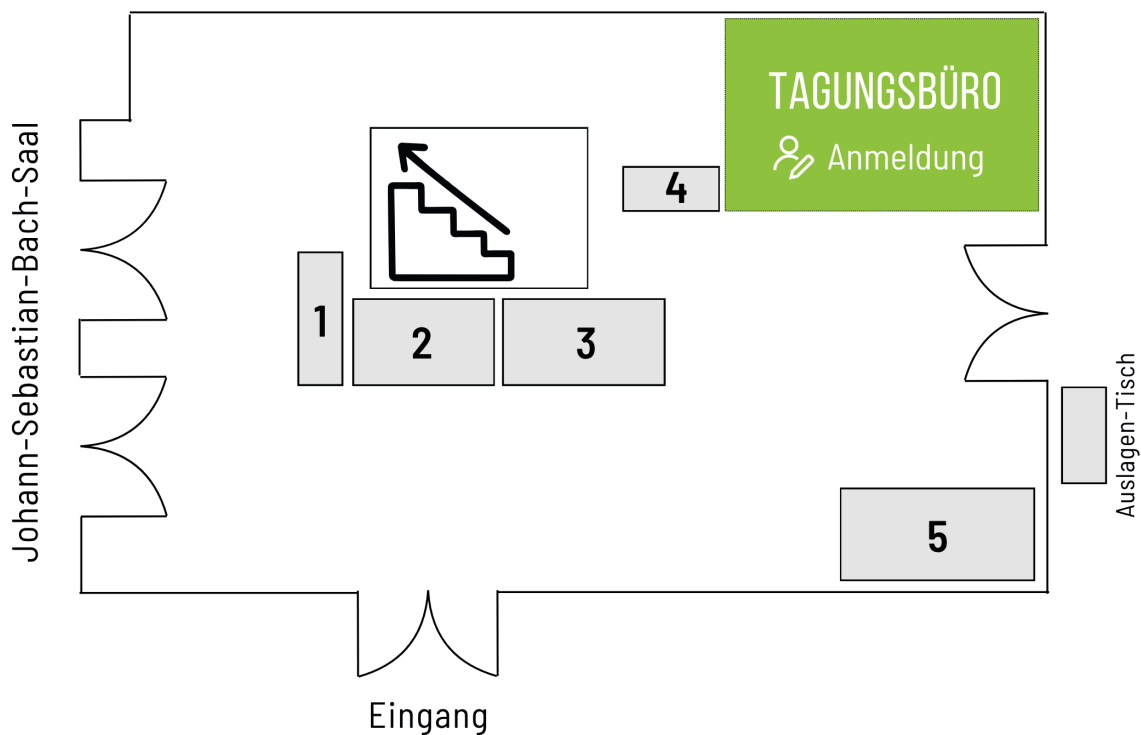 TAGUNGSBÜRO
Anmeldung
4
1
2
3
5
Johann-Sebastian-Bach-Saal
Auslagen-Tisch
Eingang